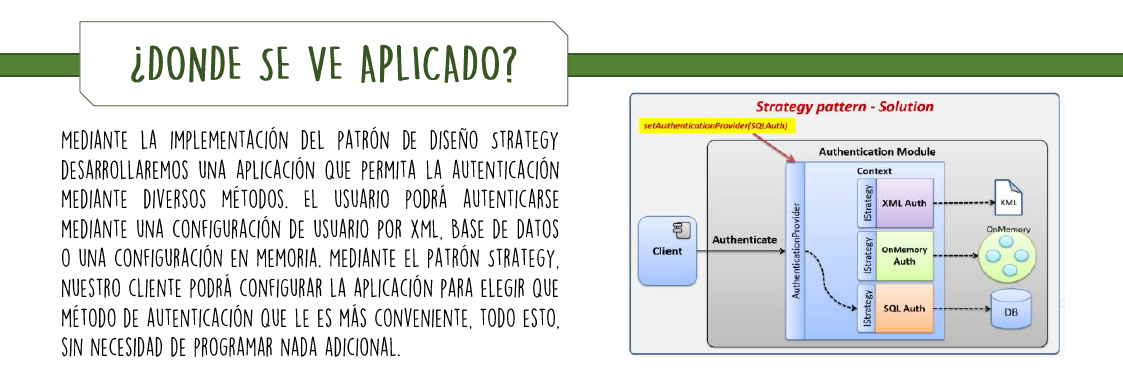 ¿DONDE SE VE APLICADO?
MEDIANTE LA IMPLEMENTACIÓN DEL PATRÓN DE DISEÑO STRATEGY
DESARROLLAREMOS UNA APLICACIÓN QUE PERMITA LA AUTENTICACIÓN
MEDIANTE DIVERSOS MÉTODOS. EL USUARIO PODRÁ AUTENTICARSE
MEDIANTE UNA CONFIGURACIÓN DE USUARIO POR XML, BASE DE DATOS
O UNA CONFIGURACIÓN EN MEMORIA. MEDIANTE EL PATRÓN STRATEGY,
NUESTRO CLIENTE PODRÁ CONFIGURAR LA APLICACIÓN PARA ELEGIR QUE
MÉTODO DE AUTENTICACIÓN QUE LE ES MÁS CONVENIENTE, TODO ESTO,
SIN NECESIDAD DE PROGRAMAR NADA ADICIONAL.
Strategy pattern - Solution
setAuthenticationProvider(SQLAuth)
Authentication Module
Context
Client
Authenticate
AuthenticationProvider
IStrategy
XML Auth
XML
IStrategy
OnMemory
Auth
OnMemory
IStrategy
SQL Auth
DB